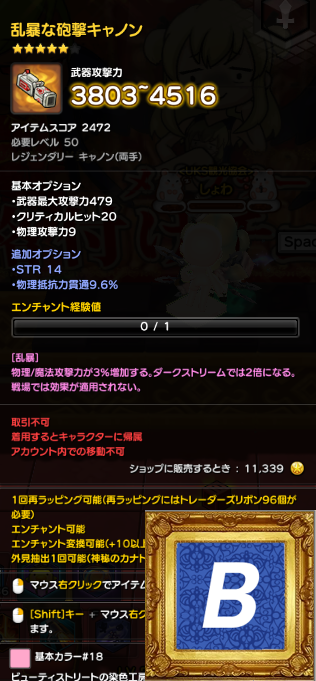 乱暴な砲撃キャノン
武器攻撃力
3803~4516
アイテムスコア 2472
必要レベル 50
レジェンダリー キャノン(両手)
<UKS観光協会>
しょわ
Spac
基本オプション
•武器最大攻撃力479
•クリティカルヒット20
•物理攻撃力9
追加オプション
•STR 14
•物理抵抗力貫通9.6%
エンチャント経験値
0 / 1
[乱暴]
物理/魔法攻撃力が3%増加する。ダークストリームでは2倍になる。
戦場では効果が適用されない。
取引不可
着用するとキャラクターに帰属
アカウント内での移動不可
ショップに販売するとき : 11,339
1回再ラッピング可能(再ラッピングにはトレーダーズリボン96個が
必要)
エンチャント可能
エンチャント変換可能(+10以上
外見抽出1回可能(神秘のカナト
マウス右クリックでアイテム
[Shift]キー + マウス右ク
ます。
基本カラー#18
ビューティストリートの染色工房
B